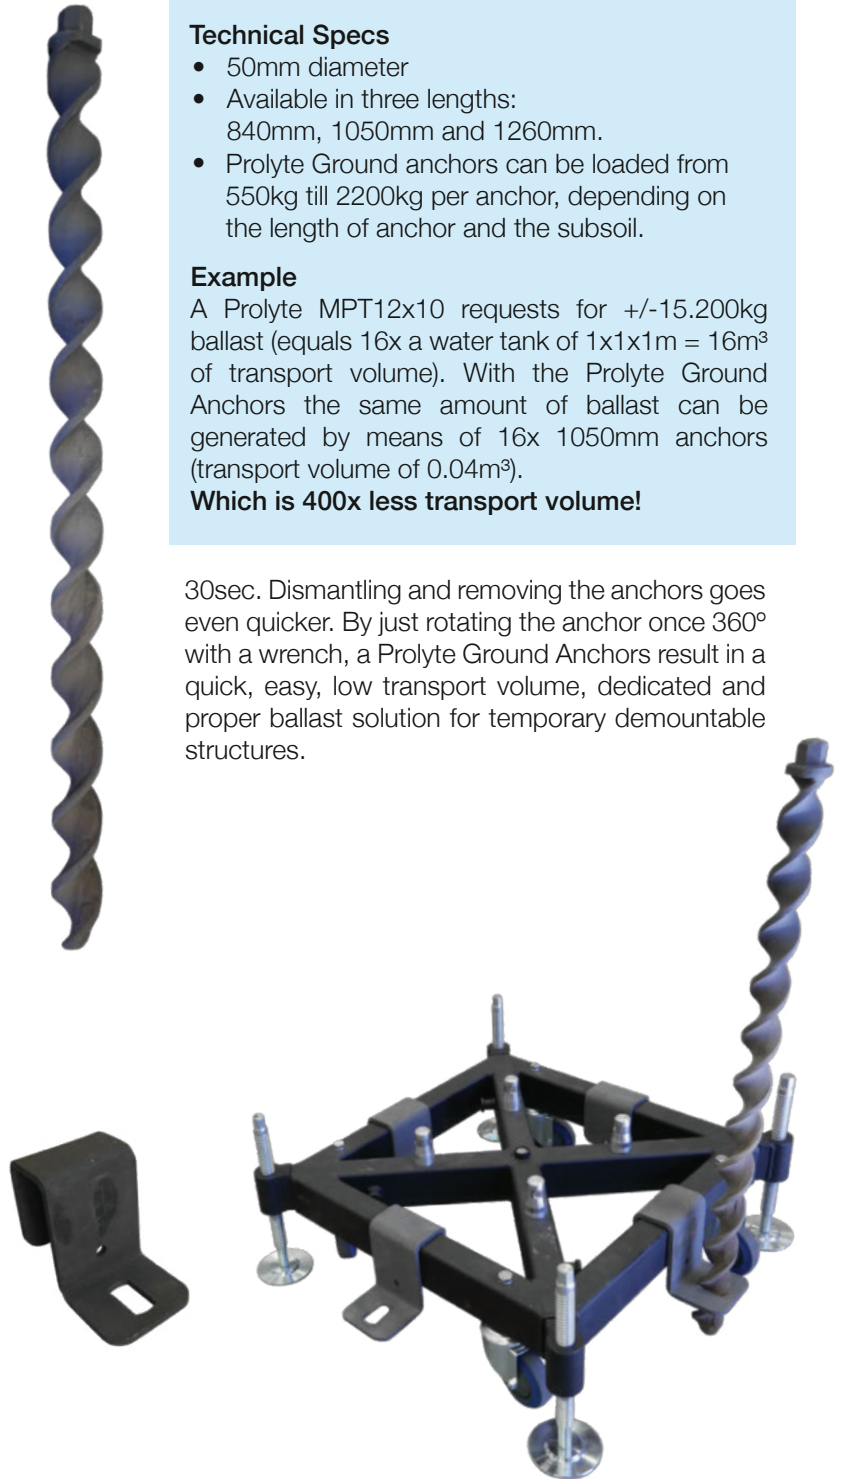 Technical Specs
• 50mm diameter
• Available in three lengths:
840mm, 1050mm and 1260mm.
• Prolyte Ground anchors can be loaded from
550kg till 2200kg per anchor, depending on
the length of anchor and the subsoil.
Example
A Prolyte MPT12x10 requests for +/-15.200kg
ballast (equals 16x a water tank of 1x1x1m = 16m³
of transport volume). With the Prolyte Ground
Anchors the same amount of ballast can be
generated by means of 16x 1050mm anchors
(transport volume of 0.04m³).
Which is 400x less transport volume!
30sec. Dismantling and removing the anchors goes
even quicker. By just rotating the anchor once 360º
with a wrench, a Prolyte Ground Anchors result in a
quick, easy, low transport volume, dedicated and
proper ballast solution for temporary demountable
structures.